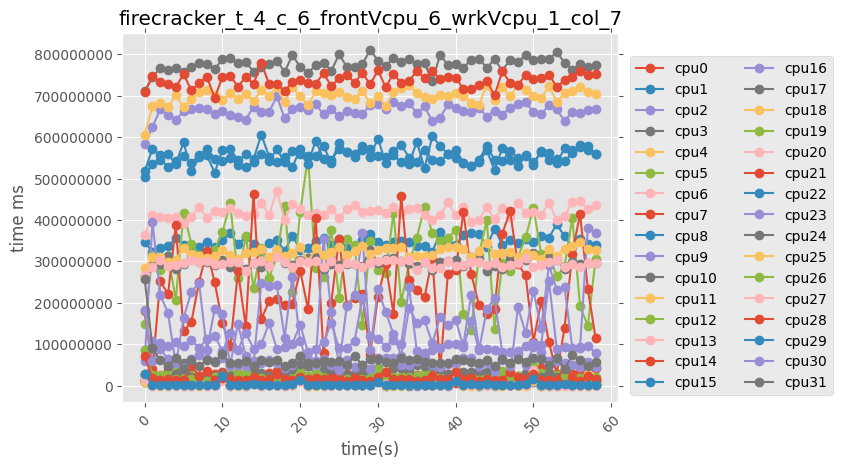 firecracker_t_4_c_6_frontVcpu_6_wrkVcpu_1_col_7
800000000
700000000
600000000
500000000
400000000
300000000
200000000
100000000
0
time ms
0
10
20
30
40
50
60
time(s)
cpu0
cpu1
cpu2
cpu3
cpu4
cpu5
cpu6
cpu7
cpu8
cpu9
cpu10
cpu11
cpu12
cpu13
cpu14
cpu15
cpu16
cpu17
cpu18
cpu19
cpu20
cpu21
cpu22
cpu23
cpu24
cpu25
cpu26
cpu27
cpu28
cpu29
cpu30
cpu31